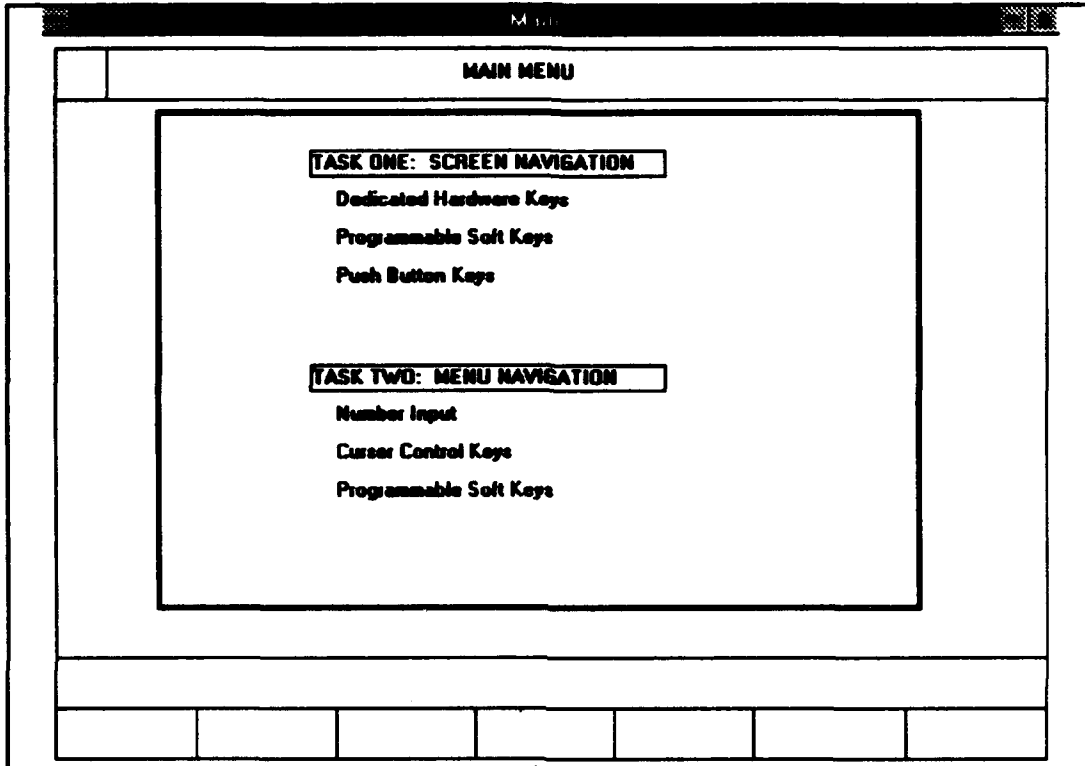 MAIN MENU
TASK ONE: SCREEN NAVIGATION
Dedicated Hardware Keys
Programmable Soft Keys
Push Button Keys
TASK TWO: MENU NAVIGATION
Number Input
Curser Control Keys
Programmable Soft Keys